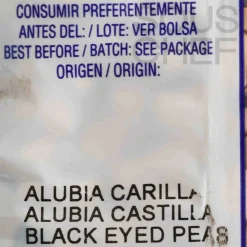 CONSUMIR PREFERENTEMENTE
ANTES DEL: / LOTE: VER BOLSA
BEST BEFORE / BATCH: SEE PACKAGE
ORIGEN / ORIGIN:
ALUBIA CARILLA
ALUBIA CASTILLA
BLACK EYED PEAS